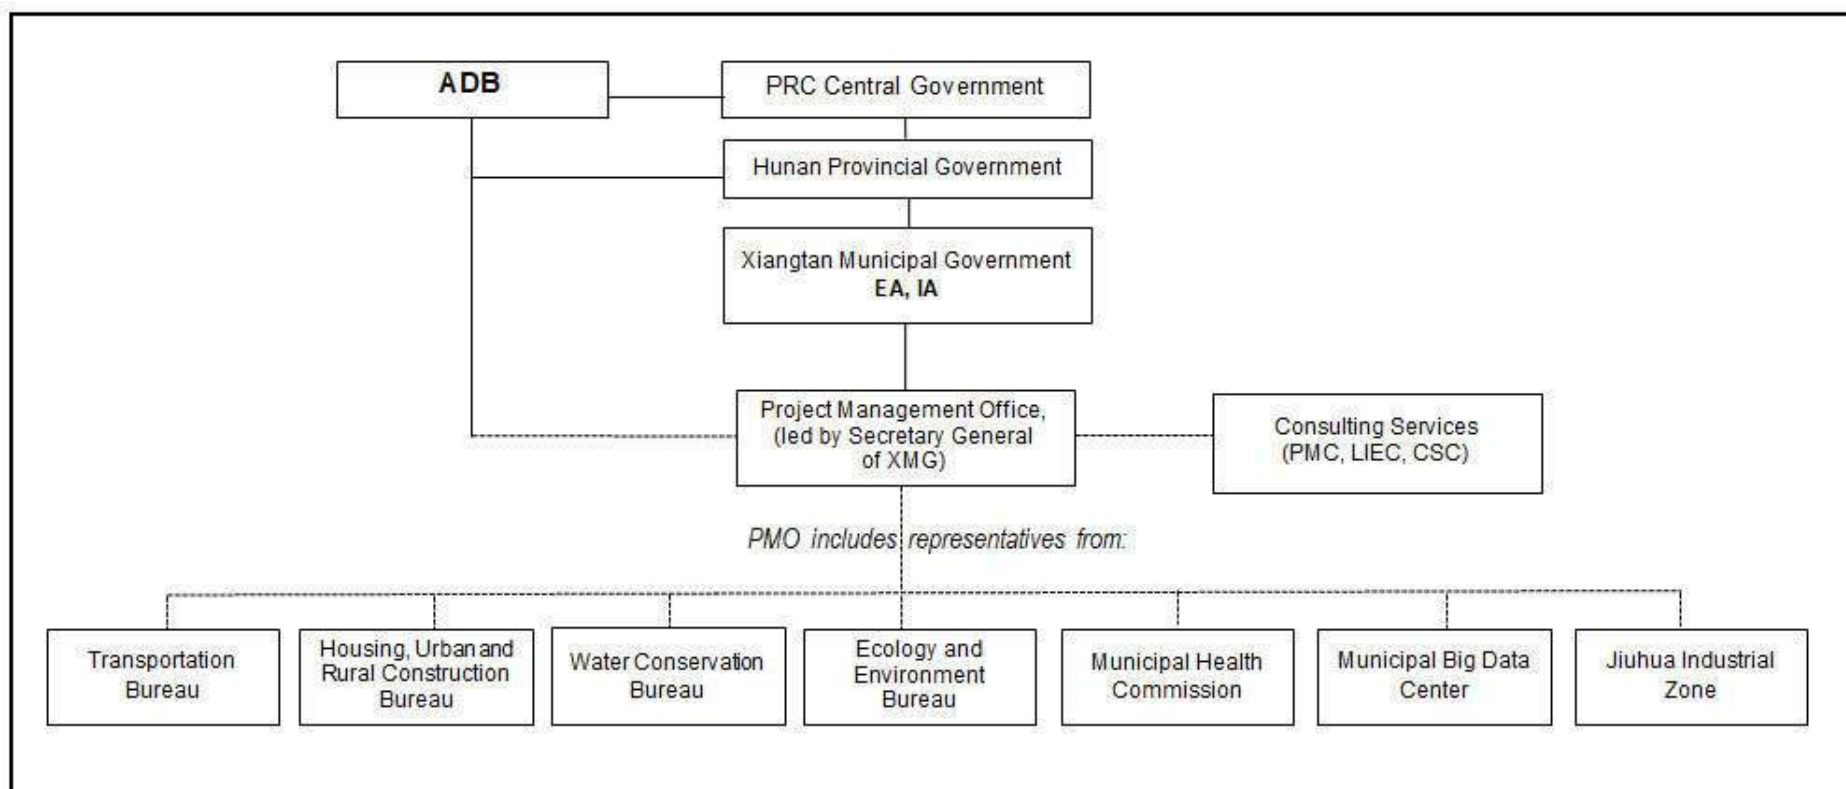 ADB
PRC Central Government
Hunan Provincial Government
Xiangtan Municipal Government
EA, IA
Project Management Office,
(led by Secretary General
of XMG)
Consulting Services
(PMC, LIEC, CSC)
PMO includes representatives from:
Transportation
Bureau
Housing, Urban and
Rural Construction
Bureau
Water Conservation
Bureau
Ecology and
Environment
Bureau
Municipal Health
Commission
Municipal Big Data
Center
Jiuhua Industrial
Zone